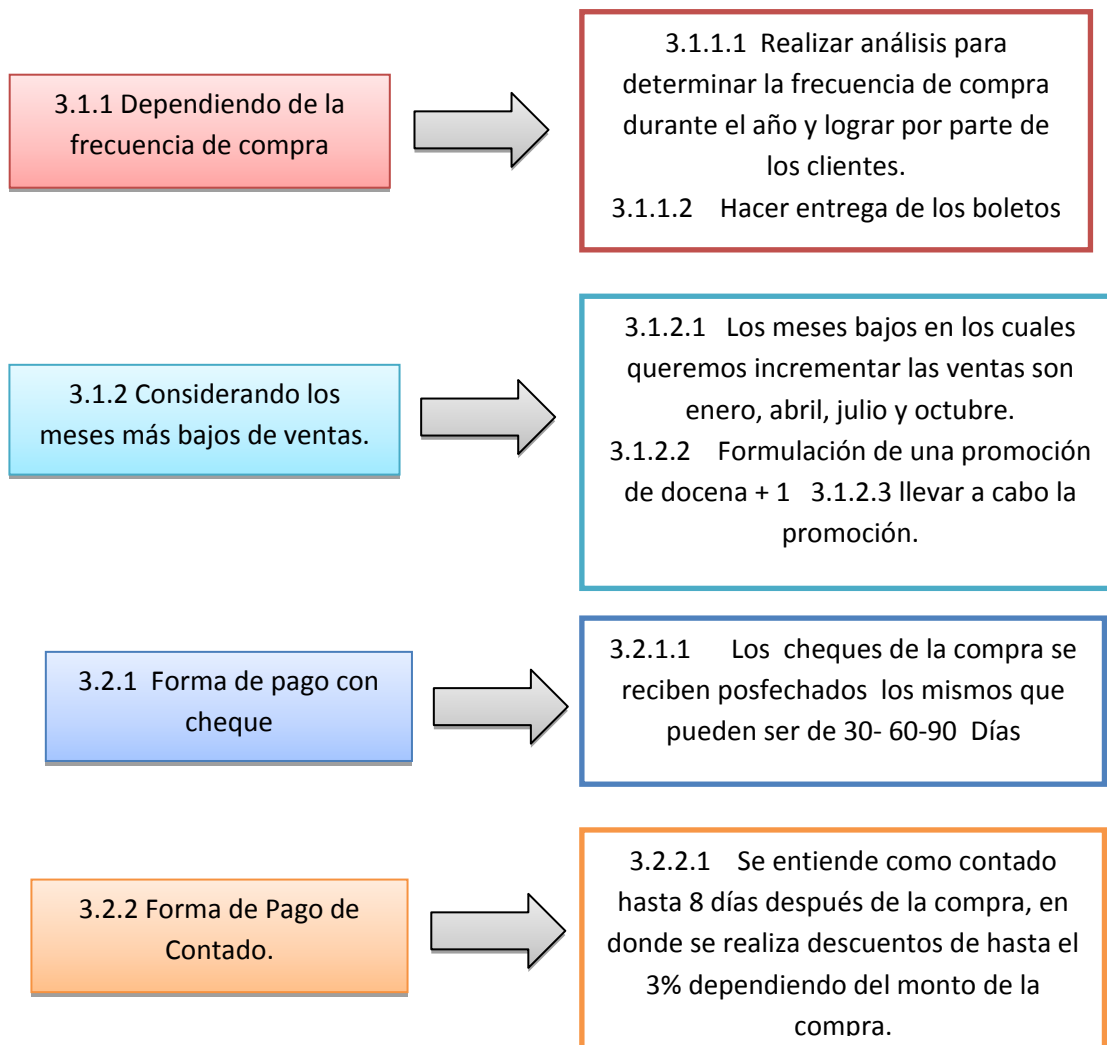 3.1.1 Dependiendo de la
frecuencia de compra
3.1.1.1 Realizar análisis para
determinar la frecuencia de compra
durante el año y lograr por parte de
los clientes.
3.1.1.2 Hacer entrega de los boletos
3.1.2 Considerando los
meses más bajos de ventas.
3.1.2.1 Los meses bajos en los cuales
queremos incrementar las ventas son
enero, abril, julio y octubre.
3.1.2.2 Formulación de una promoción
de docena + 1 3.1.2.3 llevar a cabo la
promoción.
3.2.1 Forma de pago con
cheque
3.2.1.1 Los cheques de la compra se
reciben posfechados los mismos que
pueden ser de 30- 60-90 Días
3.2.2 Forma de Pago de
Contado.
3.2.2.1 Se entiende como contado
hasta 8 días después de la compra, en
donde se realiza descuentos de hasta el
3% dependiendo del monto de la
compra.